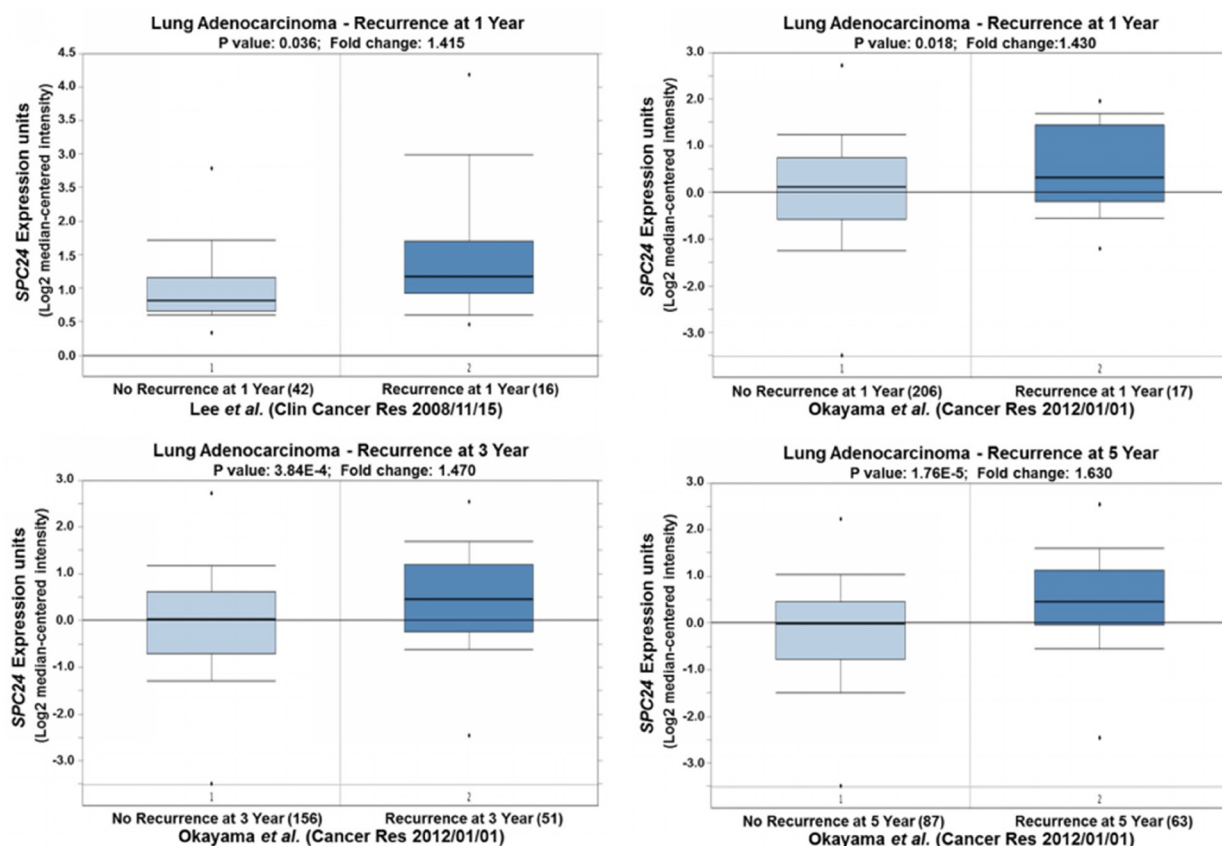 Lung Adenocarcinoma - Recurrence at 1 Year
P value: 0.036; Fold change: 1.415
SPC24 Expression units
(Log2 median-centered intensity)
4.5
4.0
3.5
3.0
2.5
2.0
1.5
1.0
0.5
0.0
1
2
No Recurrence at 1 Year (42)
Recurrence at 1 Year (16)
Lee et al. (Clin Cancer Res 2008/11/15)
Lung Adenocarcinoma - Recurrence at 1 Year
P value: 0.018; Fold change:1.430
SPC24 Expression units
(Log2 median-centered intensity)
3.0
2.0
1.0
0.0
-1.0
-2.0
-3.0
1
2
No Recurrence at 1 Year (206)
Recurrence at 1 Year (17)
Okayama et al. (Cancer Res 2012/01/01)
Lung Adenocarcinoma - Recurrence at 3 Year
P value: 3.84E-4; Fold change: 1.470
SPC24 Expression units
(Log2 median-centered intensity)
3.0
2.0
1.0
0.0
-1.0
-2.0
-3.0
1
2
No Recurrence at 3 Year (156)
Recurrence at 3 Year (51)
Okayama et al. (Cancer Res 2012/01/01)
Lung Adenocarcinoma - Recurrence at 5 Year
P value: 1.76E-5; Fold change: 1.630
SPC24 Expression units
(Log2 median-centered intensity)
3.0
2.0
1.0
0.0
-1.0
-2.0
-3.0
1
2
No Recurrence at 5 Year (87)
Recurrence at 5 Year (63)
Okayama et al. (Cancer Res 2012/01/01)